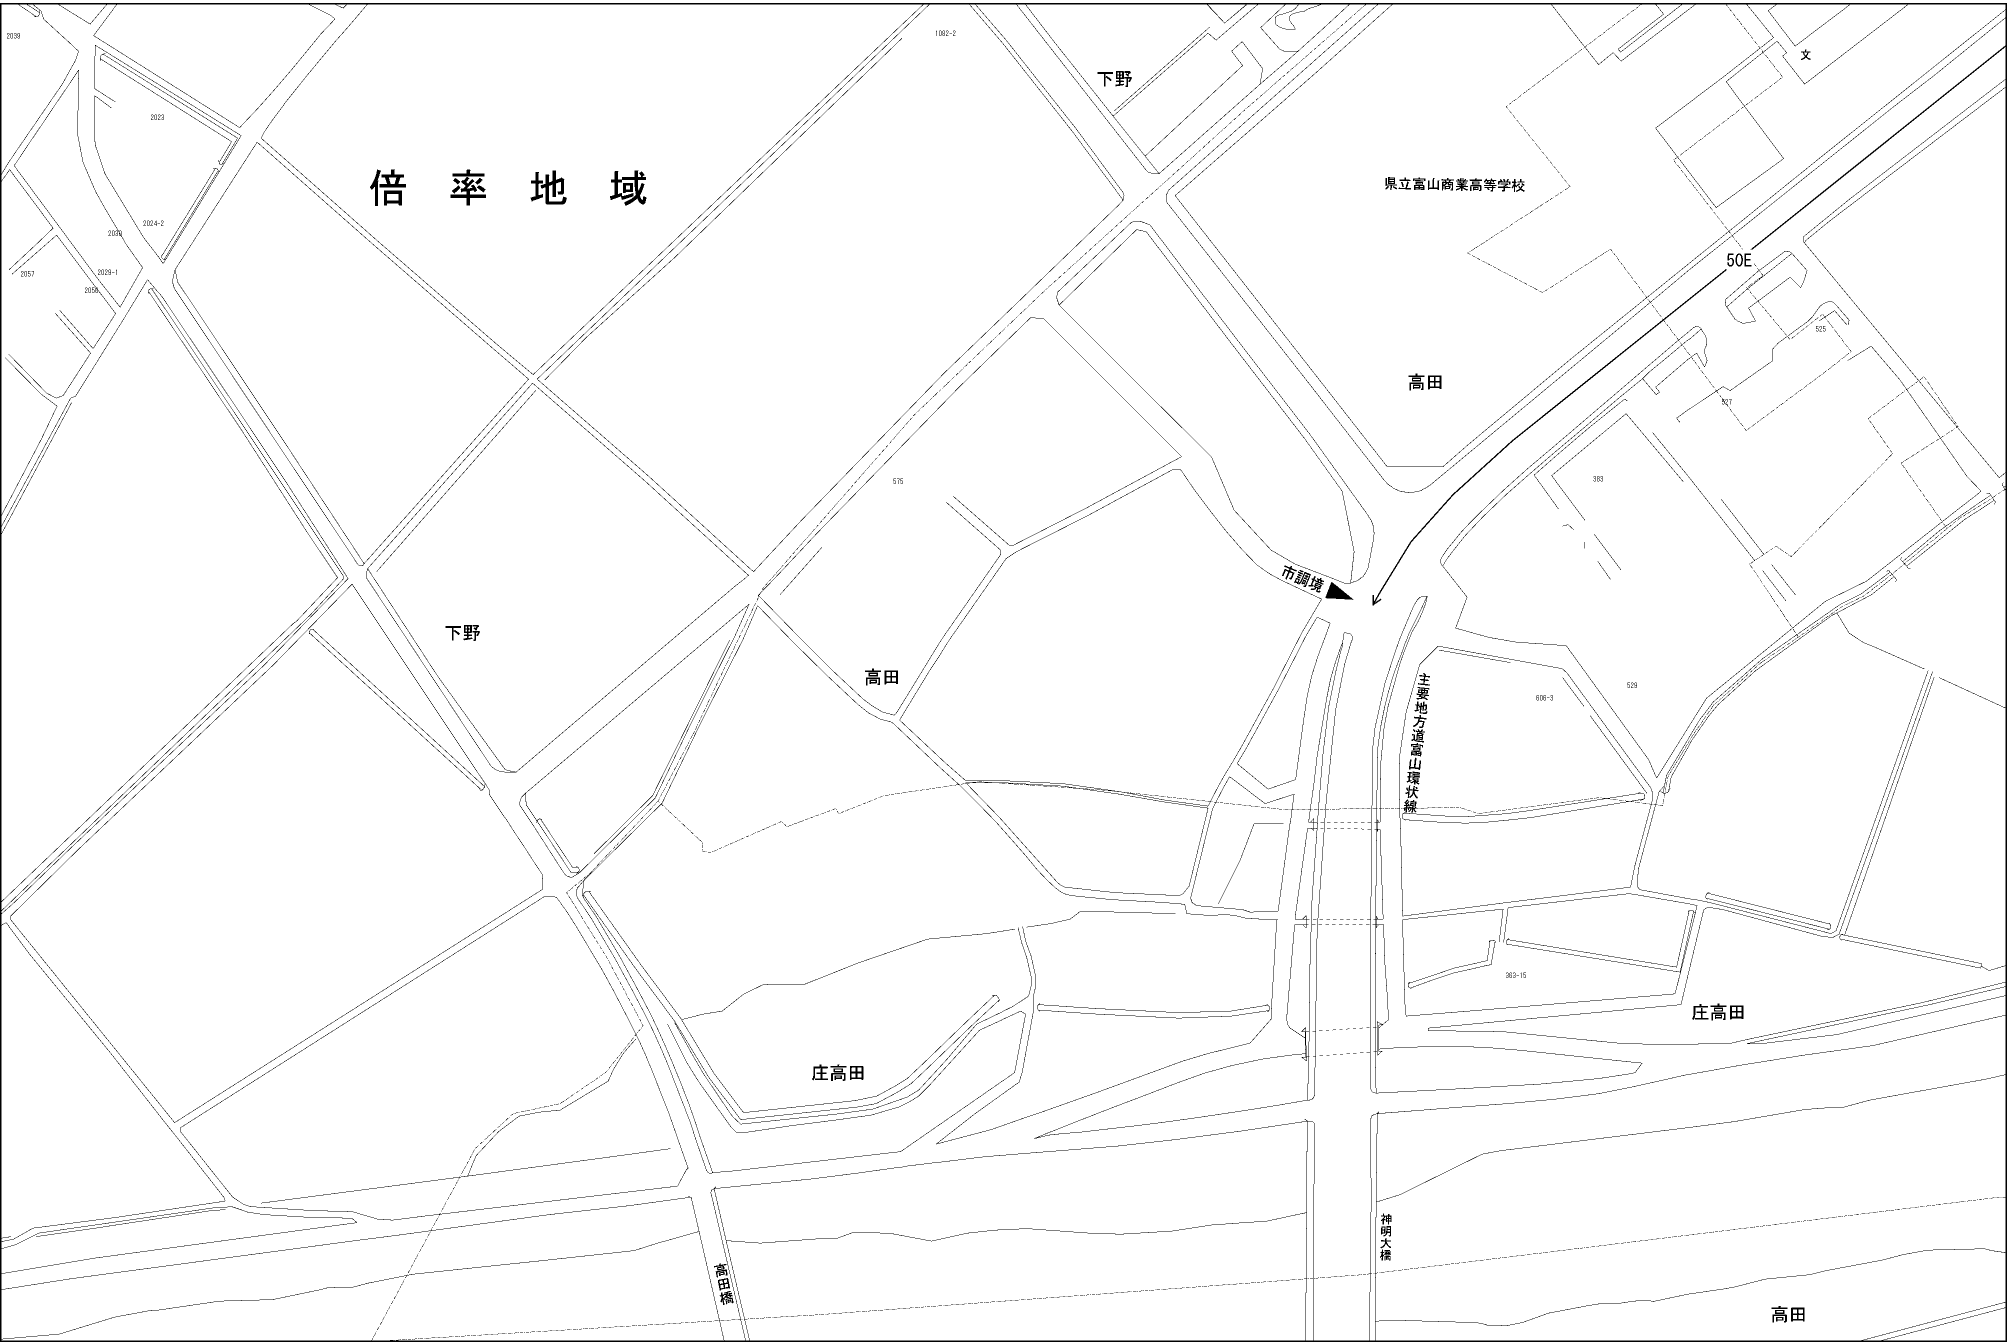 2039
1082-2
文
下野
2023
県立富山商業高等学校
倍率地域
2024-2
2030
50E
2029-1
2057
2056
525
高田
527
575
383
市調境
下野
高田
主要地方道富山環状線
529
606-3
363-15
庄高田
庄高田
神明大橋
高田橋
高田